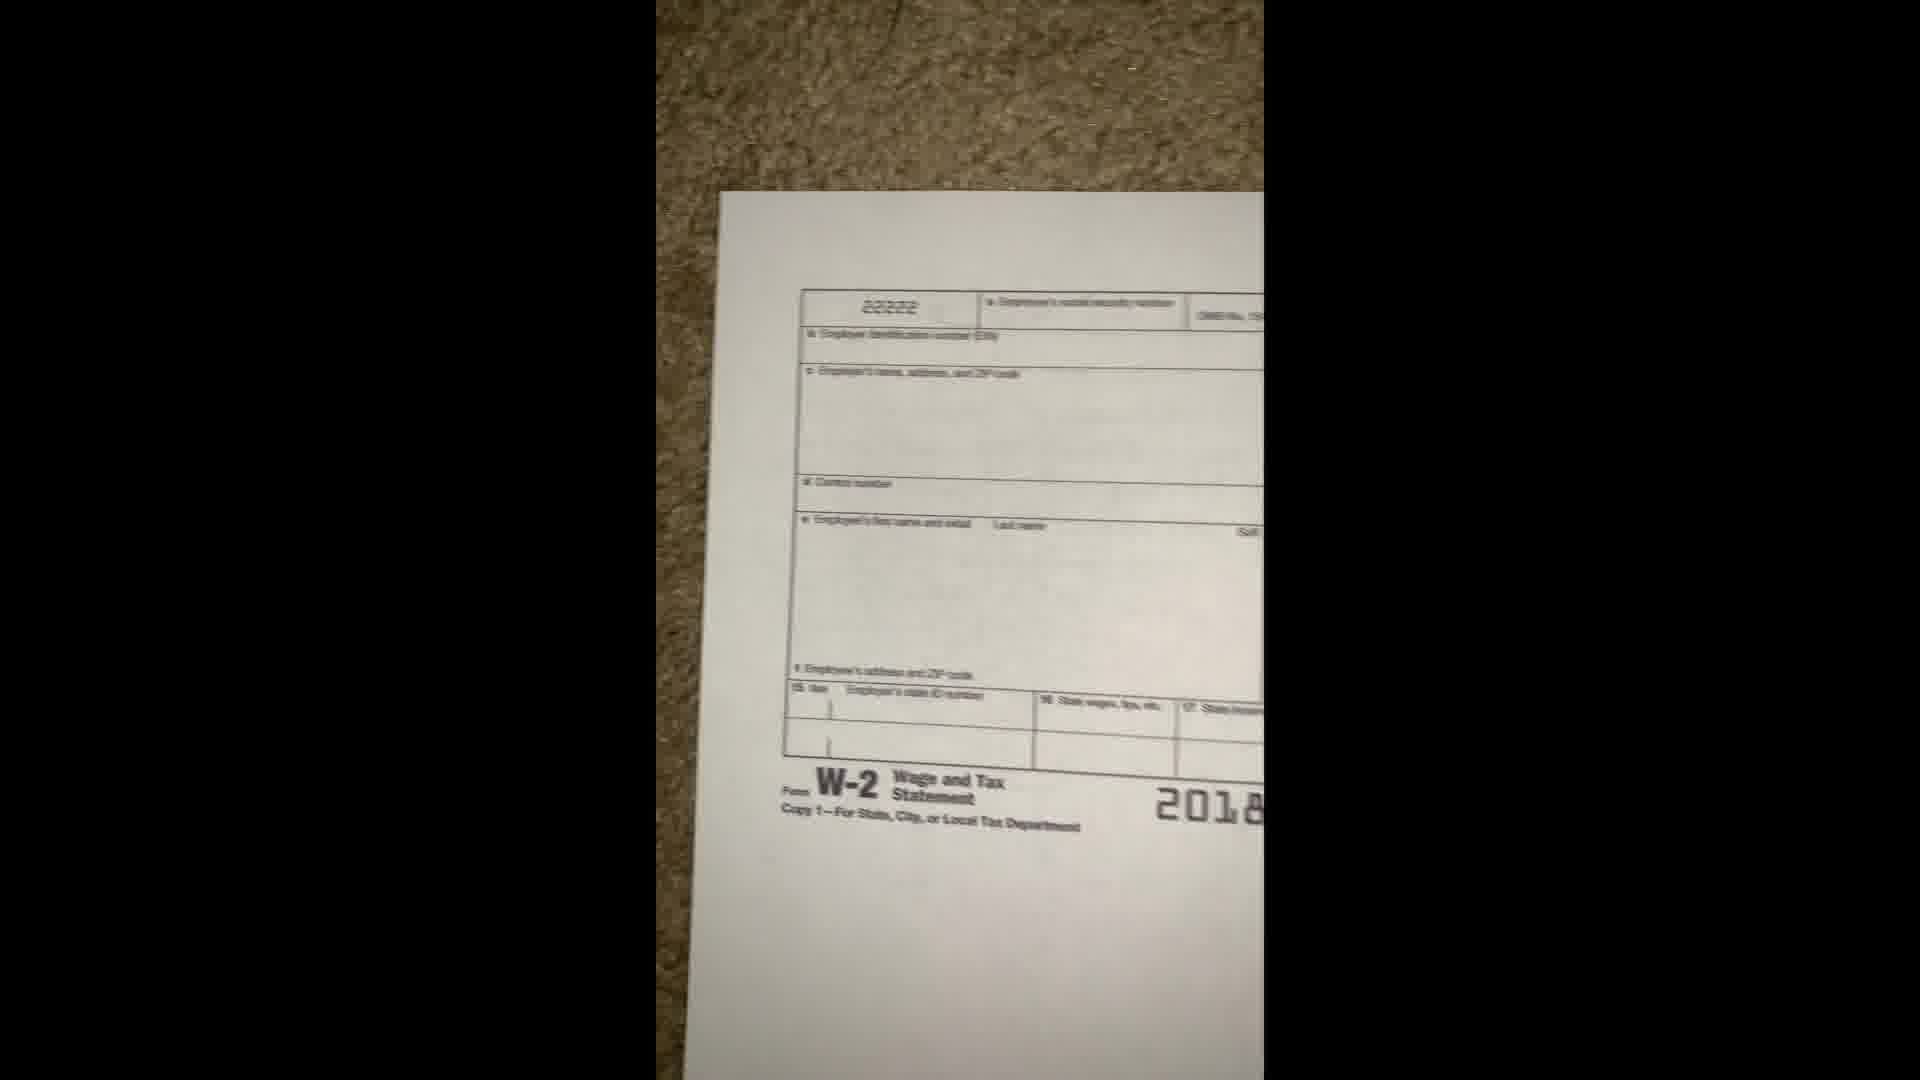 22222
a Employee's social security number
OMB No. 15
b Employer identification number (EIN)
c Employer's name, address, and ZIP code
d Control number
e Employee's first name and initial Last name Suff
f Employee's address and ZIP code
15 State Employer's state ID number 16 State wages, tips, etc. 17 State income
Form W-2 Wage and Tax Statement 2018
Copy 1—For State, City, or Local Tax Department